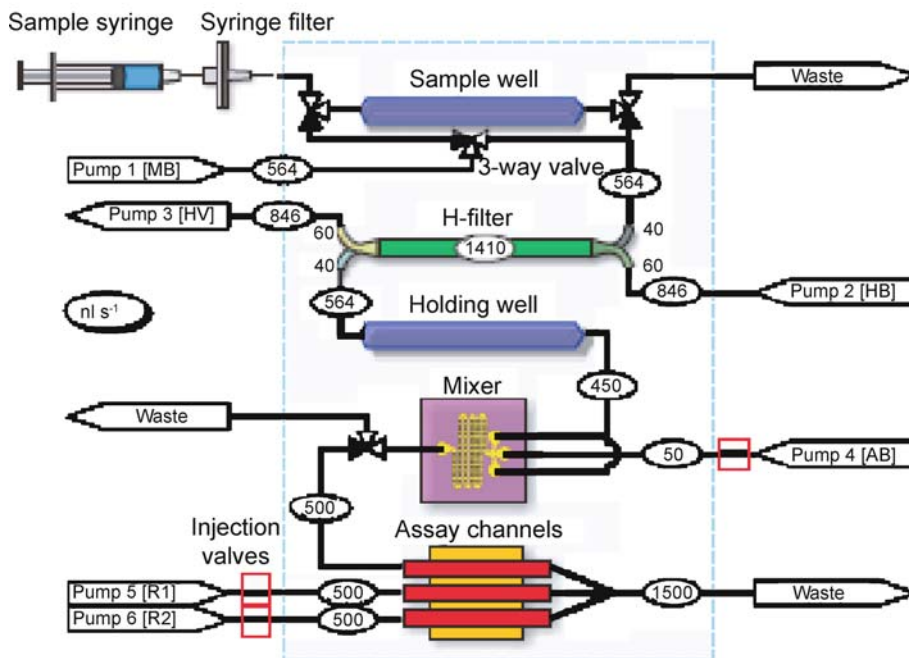 Sample syringe
Syringe filter
Sample well
Waste
Pump 1 [MB]
564
3-way valve
564
Pump 3 [HV]
846
60
H-filter
40
1410
40
60
564
846
Pump 2 [HB]
nl s⁻¹
Holding well
450
Mixer
Waste
50
Pump 4 [AB]
500
Injection
valves
Assay channels
Pump 5 [R1]
500
1500
Waste
Pump 6 [R2]
500